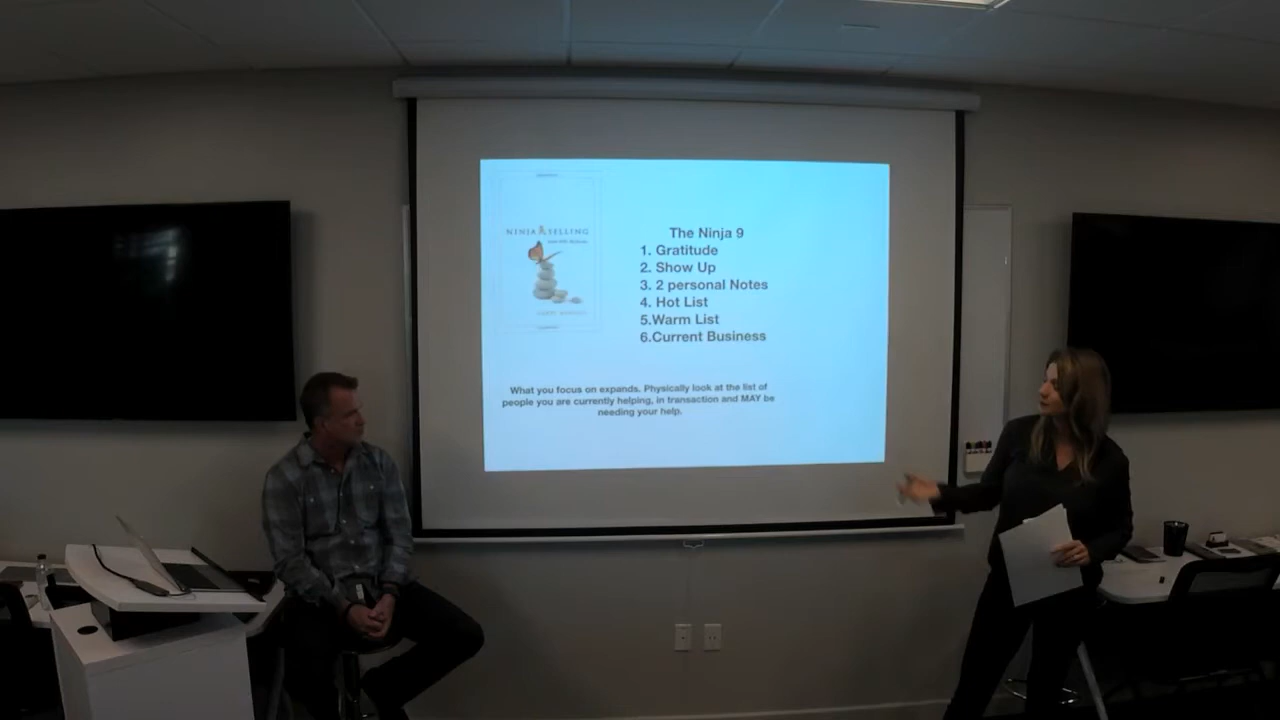 NINJA SELLING
The Ninja 9
1. Gratitude
2. Show Up
3. 2 personal Notes
4. Hot List
5.Warm List
6.Current Business
What you focus on expands. Physically look at the list of
people you are currently helping, in transaction and MAY be
needing your help.